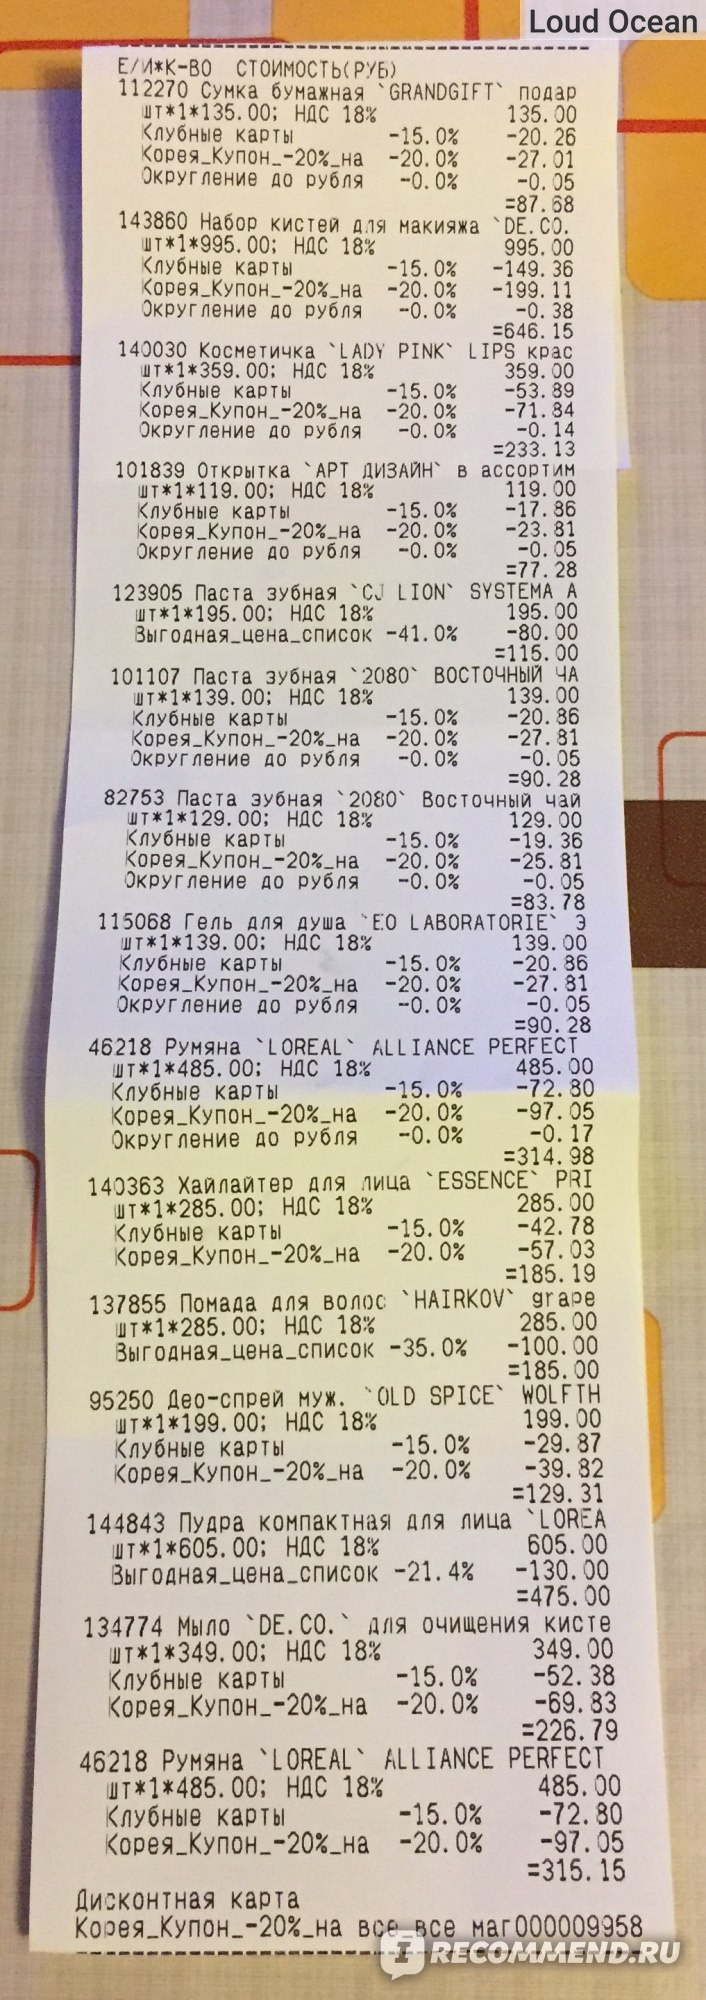 Loud Ocean
Е/И*К-ВО СТОИМОСТЬ(РУБ)
112270 Сумка бумажная `GRANDGIFT` подар
шт*1*135.00; НДС 18% 135.00
Клубные карты -15.0% -20.26
Корея_Купон_-20%_на -20.0% -27.01
Округление до рубля -0.0% -0.05
=87.68
143860 Набор кистей для макияжа `DE.CO.
шт*1*995.00; НДС 18% 995.00
Клубные карты -15.0% -149.36
Корея_Купон_-20%_на -20.0% -199.11
Округление до рубля -0.0% -0.38
=646.15
140030 Косметичка `LADY PINK` LIPS крас
шт*1*359.00; НДС 18% 359.00
Клубные карты -15.0% -53.89
Корея_Купон_-20%_на -20.0% -71.84
Округление до рубля -0.0% -0.14
=233.13
101839 Открытка `АРТ ДИЗАЙН` в ассортим
шт*1*119.00; НДС 18% 119.00
Клубные карты -15.0% -17.86
Корея_Купон_-20%_на -20.0% -23.81
Округление до рубля -0.0% -0.05
=77.28
123905 Паста зубная `CJ LION` SYSTEMA A
шт*1*195.00; НДС 18% 195.00
Выгодная_цена_список -41.0% -80.00
=115.00
101107 Паста зубная `2080` ВОСТОЧНЫЙ ЧА
шт*1*139.00; НДС 18% 139.00
Клубные карты -15.0% -20.86
Корея_Купон_-20%_на -20.0% -27.81
Округление до рубля -0.0% -0.05
=90.28
82753 Паста зубная `2080` Восточный чай
шт*1*129.00; НДС 18% 129.00
Клубные карты -15.0% -19.36
Корея_Купон_-20%_на -20.0% -25.81
Округление до рубля -0.0% -0.05
=83.78
115068 Гель для душа `EO LABORATORIE` Э
шт*1*139.00; НДС 18% 139.00
Клубные карты -15.0% -20.86
Корея_Купон_-20%_на -20.0% -27.81
Округление до рубля -0.0% -0.05
=90.28
46218 Румяна `LOREAL` ALLIANCE PERFECT
шт*1*485.00; НДС 18% 485.00
Клубные карты -15.0% -72.80
Корея_Купон_-20%_на -20.0% -97.05
Округление до рубля -0.0% -0.17
=314.98
140363 Хайлайтер для лица `ESSENCE` PRI
шт*1*285.00; НДС 18% 285.00
Клубные карты -15.0% -42.78
Корея_Купон_-20%_на -20.0% -57.03
=185.19
137855 Помада для волос `HAIRKOV` grape
шт*1*285.00; НДС 18% 285.00
Выгодная_цена_список -35.0% -100.00
=185.00
95250 Део-спрей муж. `OLD SPICE` WOLFTH
шт*1*199.00; НДС 18% 199.00
Клубные карты -15.0% -29.87
Корея_Купон_-20%_на -20.0% -39.82
=129.31
144843 Пудра компактная для лица `LOREA
шт*1*605.00; НДС 18% 605.00
Выгодная_цена_список -21.4% -130.00
=475.00
134774 Мыло `DE.CO.` для очищения кисте
шт*1*349.00; НДС 18% 349.00
Клубные карты -15.0% -52.38
Корея_Купон_-20%_на -20.0% -69.83
=226.79
46218 Румяна `LOREAL` ALLIANCE PERFECT
шт*1*485.00; НДС 18% 485.00
Клубные карты -15.0% -72.80
Корея_Купон_-20%_на -20.0% -97.05
=315.15
Дисконтная карта
Корея_Купон_-20%_на все все маг000009958
IRECOMMEND.RU